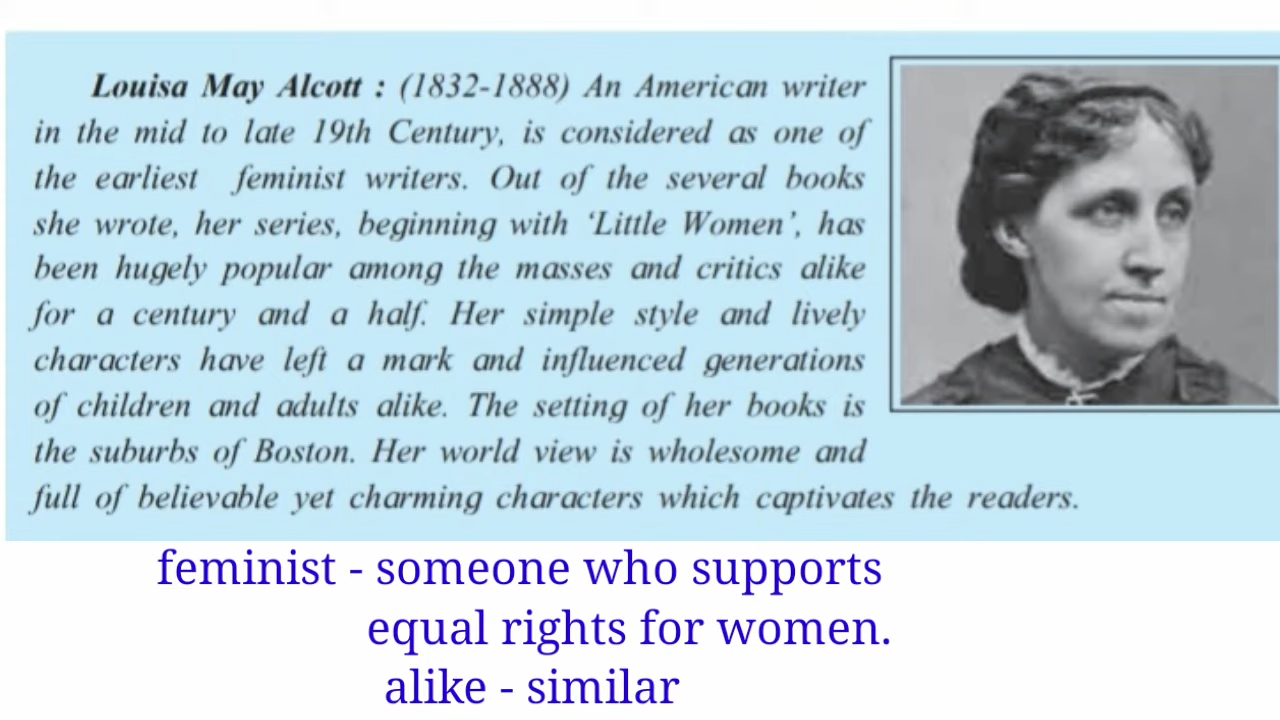 Louisa May Alcott : (1832-1888) An American writer
in the mid to late 19th Century, is considered as one of
the earliest feminist writers. Out of the several books
she wrote, her series, beginning with ‘Little Women’, has
been hugely popular among the masses and critics alike
for a century and a half. Her simple style and lively
characters have left a mark and influenced generations
of children and adults alike. The setting of her books is
the suburbs of Boston. Her world view is wholesome and
full of believable yet charming characters which captivates the readers.
feminist - someone who supports
equal rights for women.
alike - similar